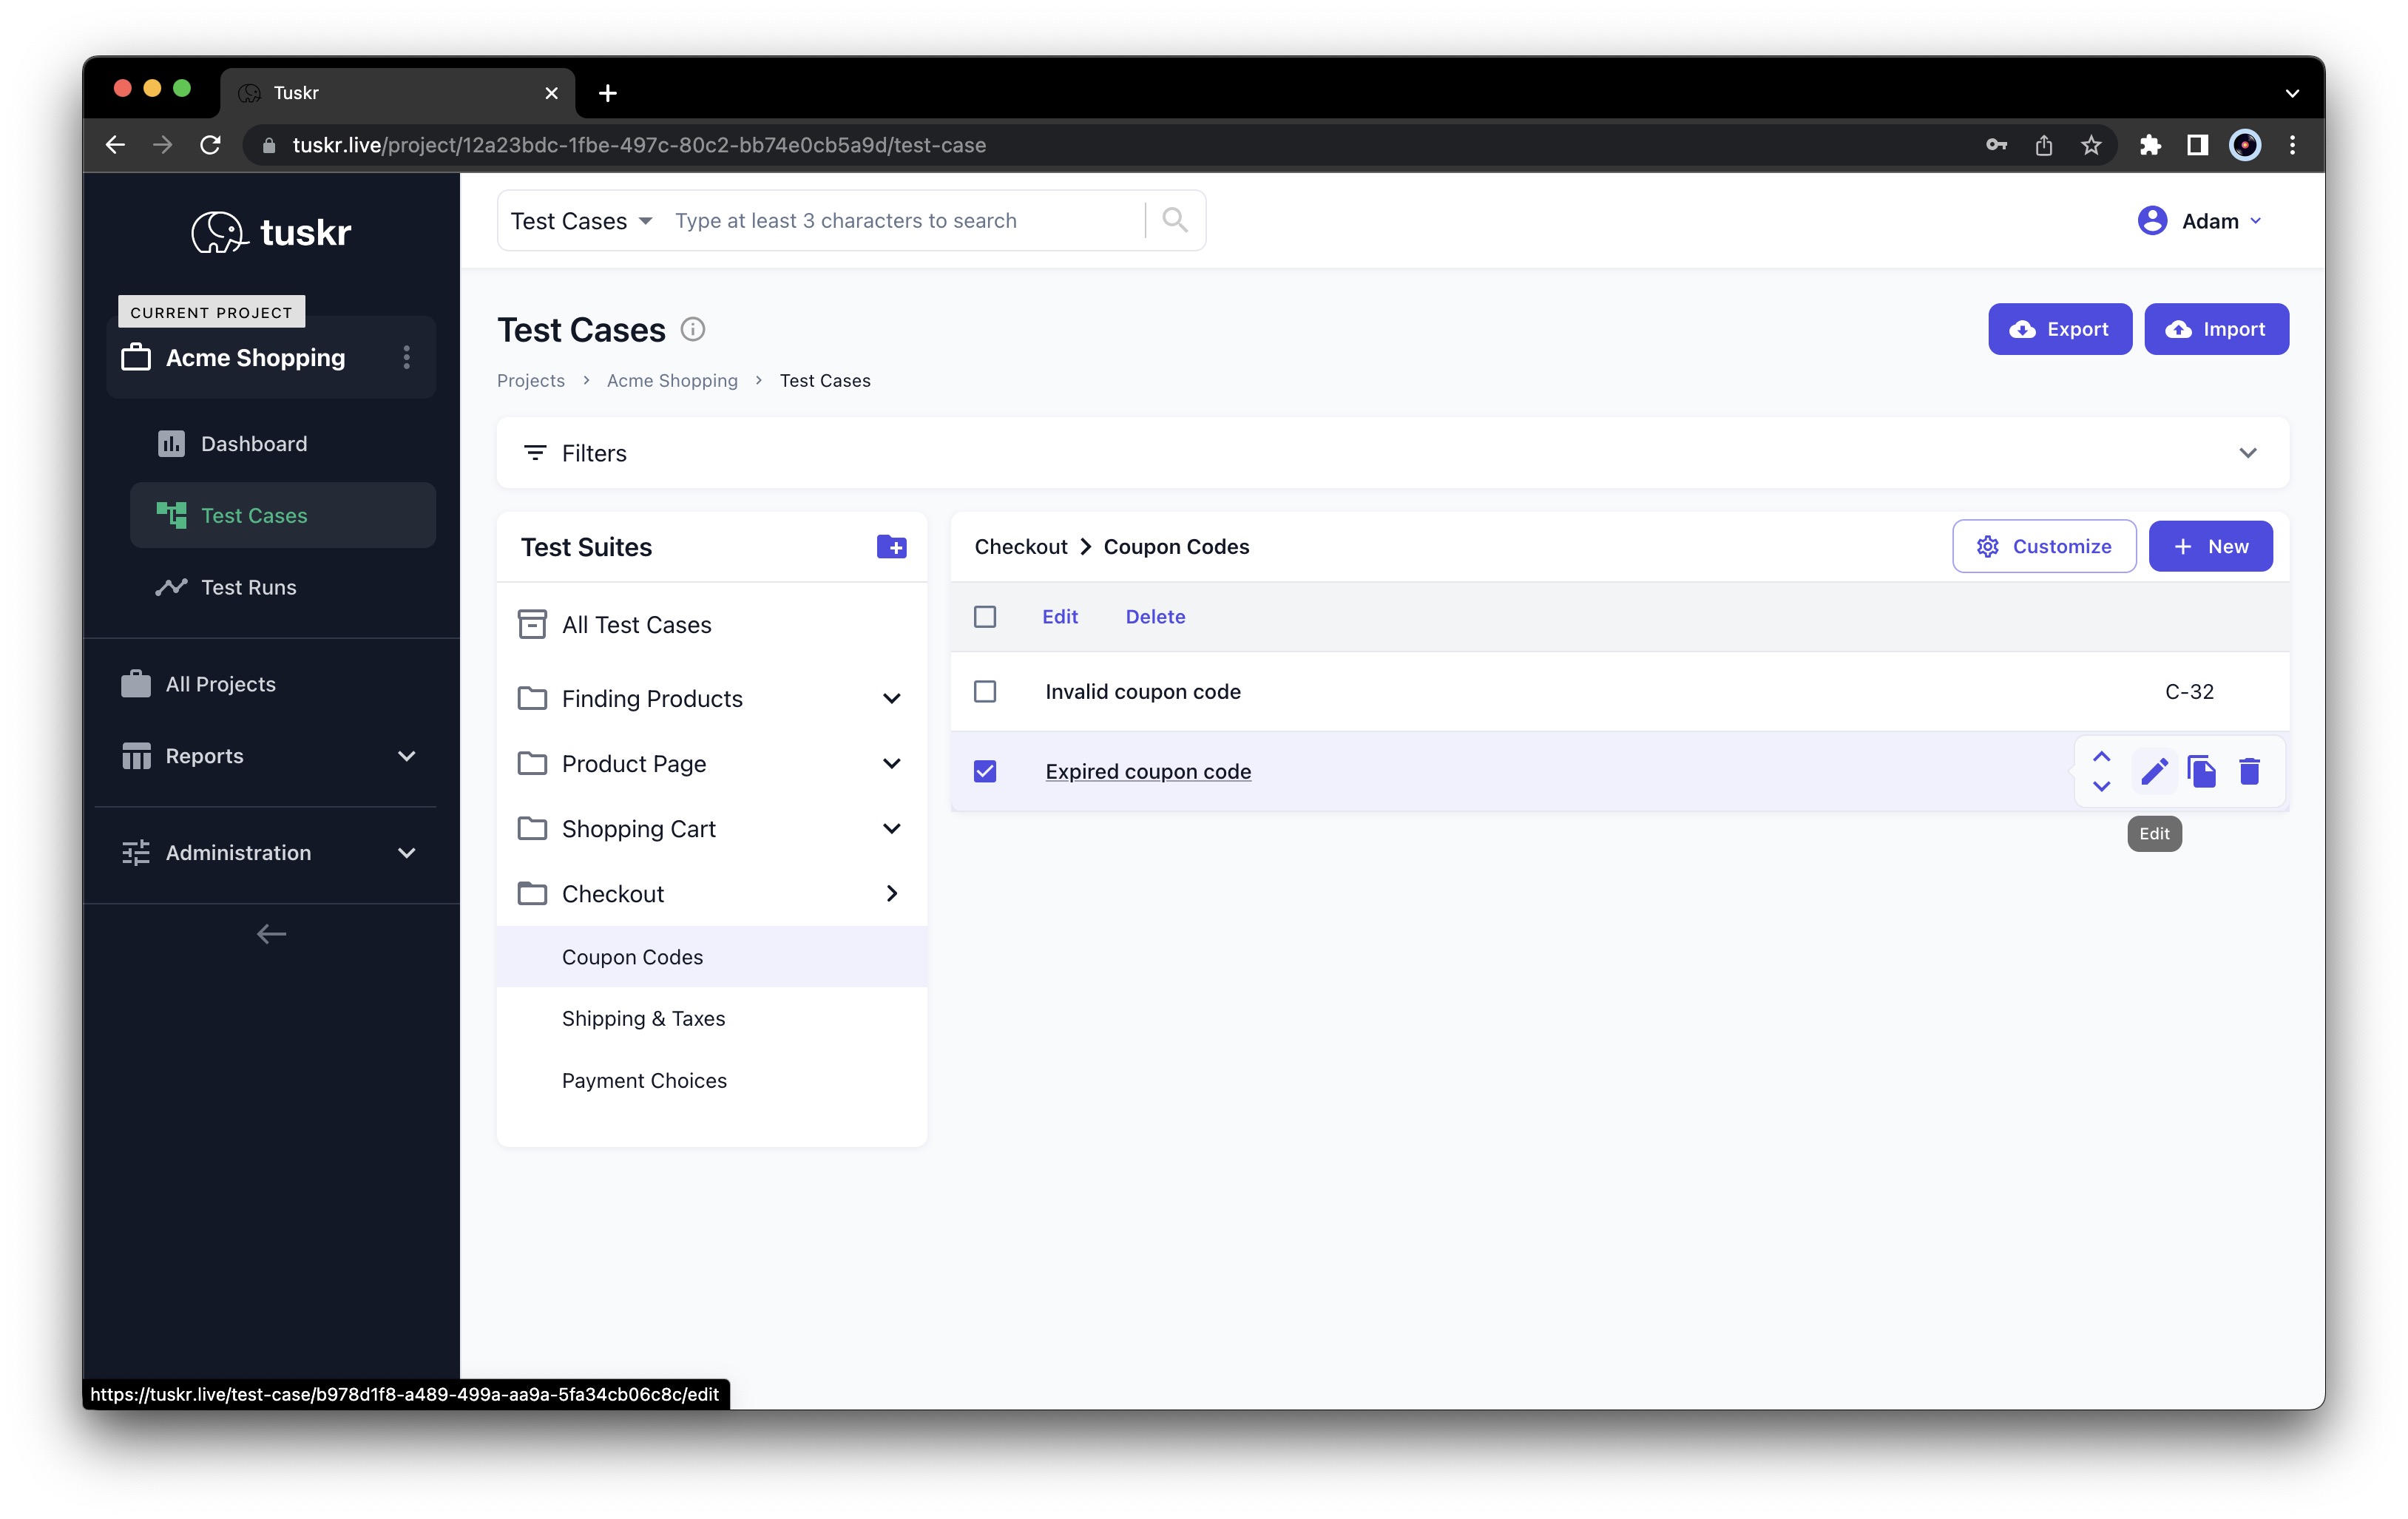 Tuskr
tuskr.live/project/12a23bdc-1fbe-497c-80c2-bb74e0cb5a9d/test-case
tuskr
CURRENT PROJECT
Acme Shopping
Dashboard
Test Cases
Test Runs
All Projects
Reports
Administration
Test Cases
Type at least 3 characters to search
Adam
Test Cases
Export
Import
Projects > Acme Shopping > Test Cases
Filters
Test Suites
All Test Cases
Finding Products
Product Page
Shopping Cart
Checkout
Coupon Codes
Shipping & Taxes
Payment Choices
Checkout > Coupon Codes
Customize
+ New
Edit
Delete
Invalid coupon code
C-32
Expired coupon code
Edit
https://tuskr.live/test-case/b978d1f8-a489-499a-aa9a-5fa34cb06c8c/edit